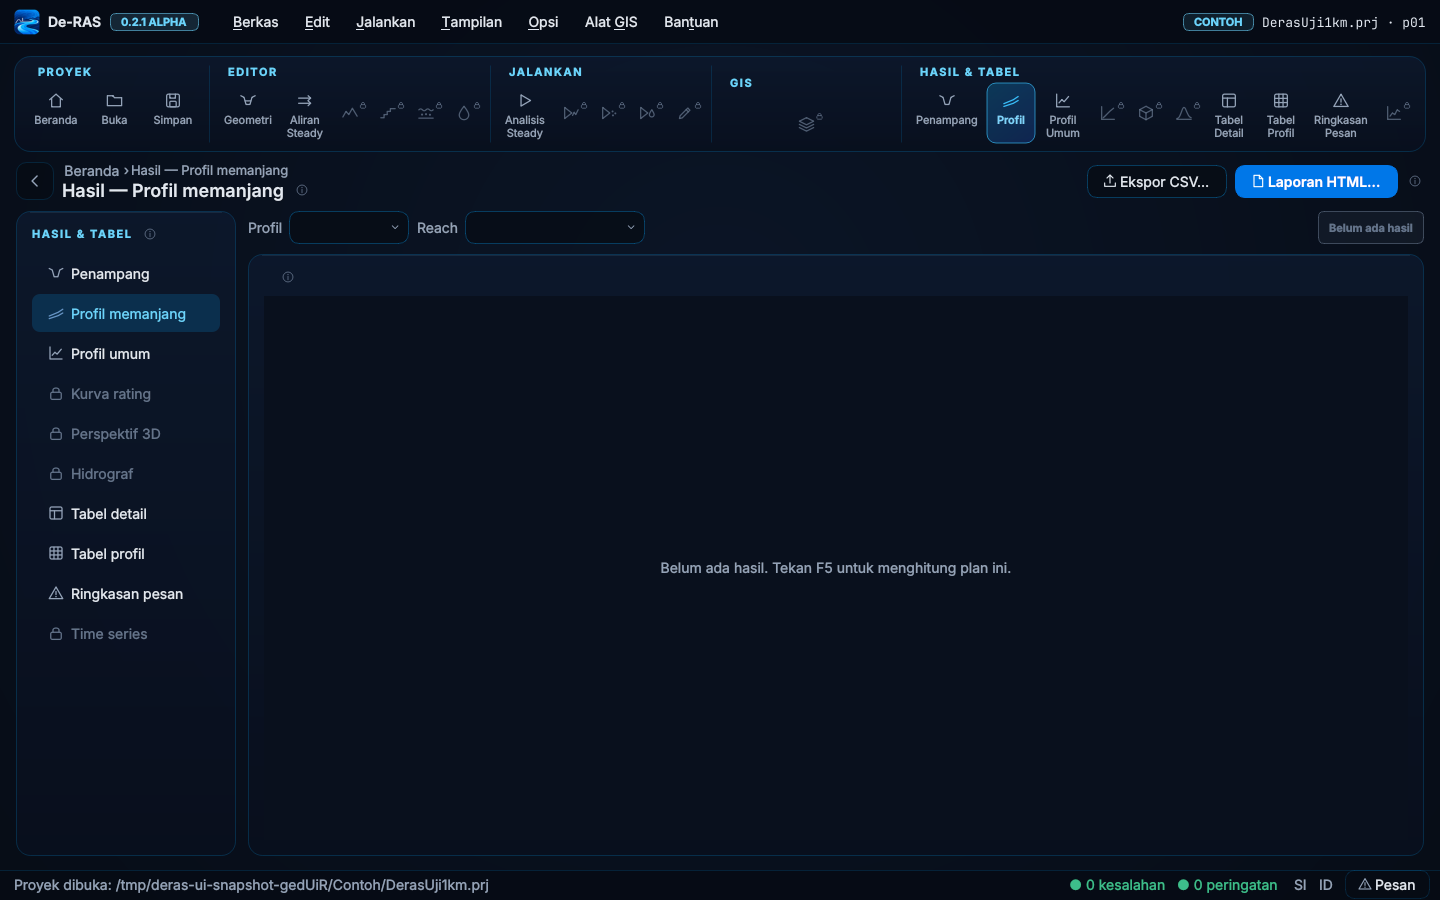 De-RAS 0.2.1 ALPHA Berkas Edit Jalankan Tampilan Opsi Alat GIS Bantuan CONTOH DerasUji1km.prj · p01
PROYEK EDITOR JALANKAN GIS HASIL & TABEL
Beranda Buka Simpan Geometri Aliran Steady Analisis Steady Penampang Profil Profil Umum Tabel Detail Tabel Profil Ringkasan Pesan
Beranda › Hasil — Profil memanjang
Hasil — Profil memanjang
Ekspor CSV... Laporan HTML...
HASIL & TABEL
Profil Reach Belum ada hasil
Penampang
Profil memanjang
Profil umum
Kurva rating
Perspektif 3D
Hidrograf
Tabel detail
Tabel profil
Ringkasan pesan
Time series
Belum ada hasil. Tekan F5 untuk menghitung plan ini.
Proyek dibuka: /tmp/deras-ui-snapshot-gedUiR/Contoh/DerasUji1km.prj 0 kesalahan 0 peringatan SI ID Pesan